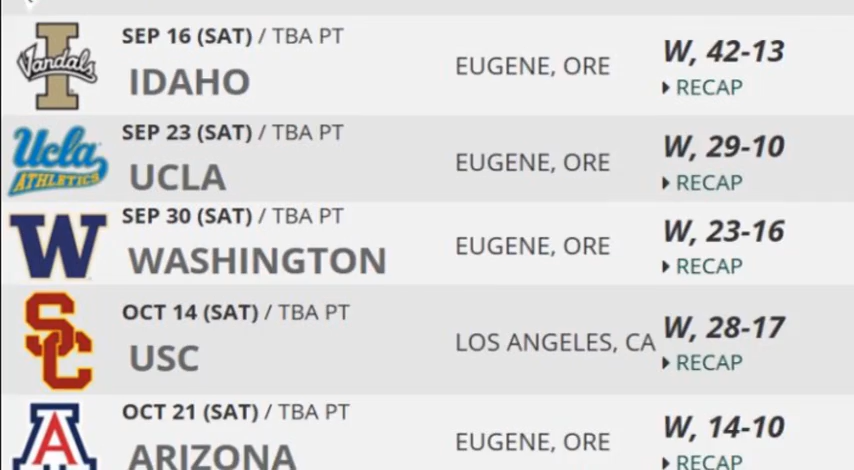 I
Vandals
SEP 16 (SAT) / TBA PT
IDAHO
EUGENE, ORE
W, 42-13
RECAP
Ucla
ATHLETICS
SEP 23 (SAT) / TBA PT
UCLA
EUGENE, ORE
W, 29-10
RECAP
W
SEP 30 (SAT) / TBA PT
WASHINGTON
EUGENE, ORE
W, 23-16
RECAP
SC
OCT 14 (SAT) / TBA PT
USC
LOS ANGELES, CA
W, 28-17
RECAP
A
OCT 21 (SAT) / TBA PT
ARIZONA
EUGENE, ORE
W, 14-10
RECAP